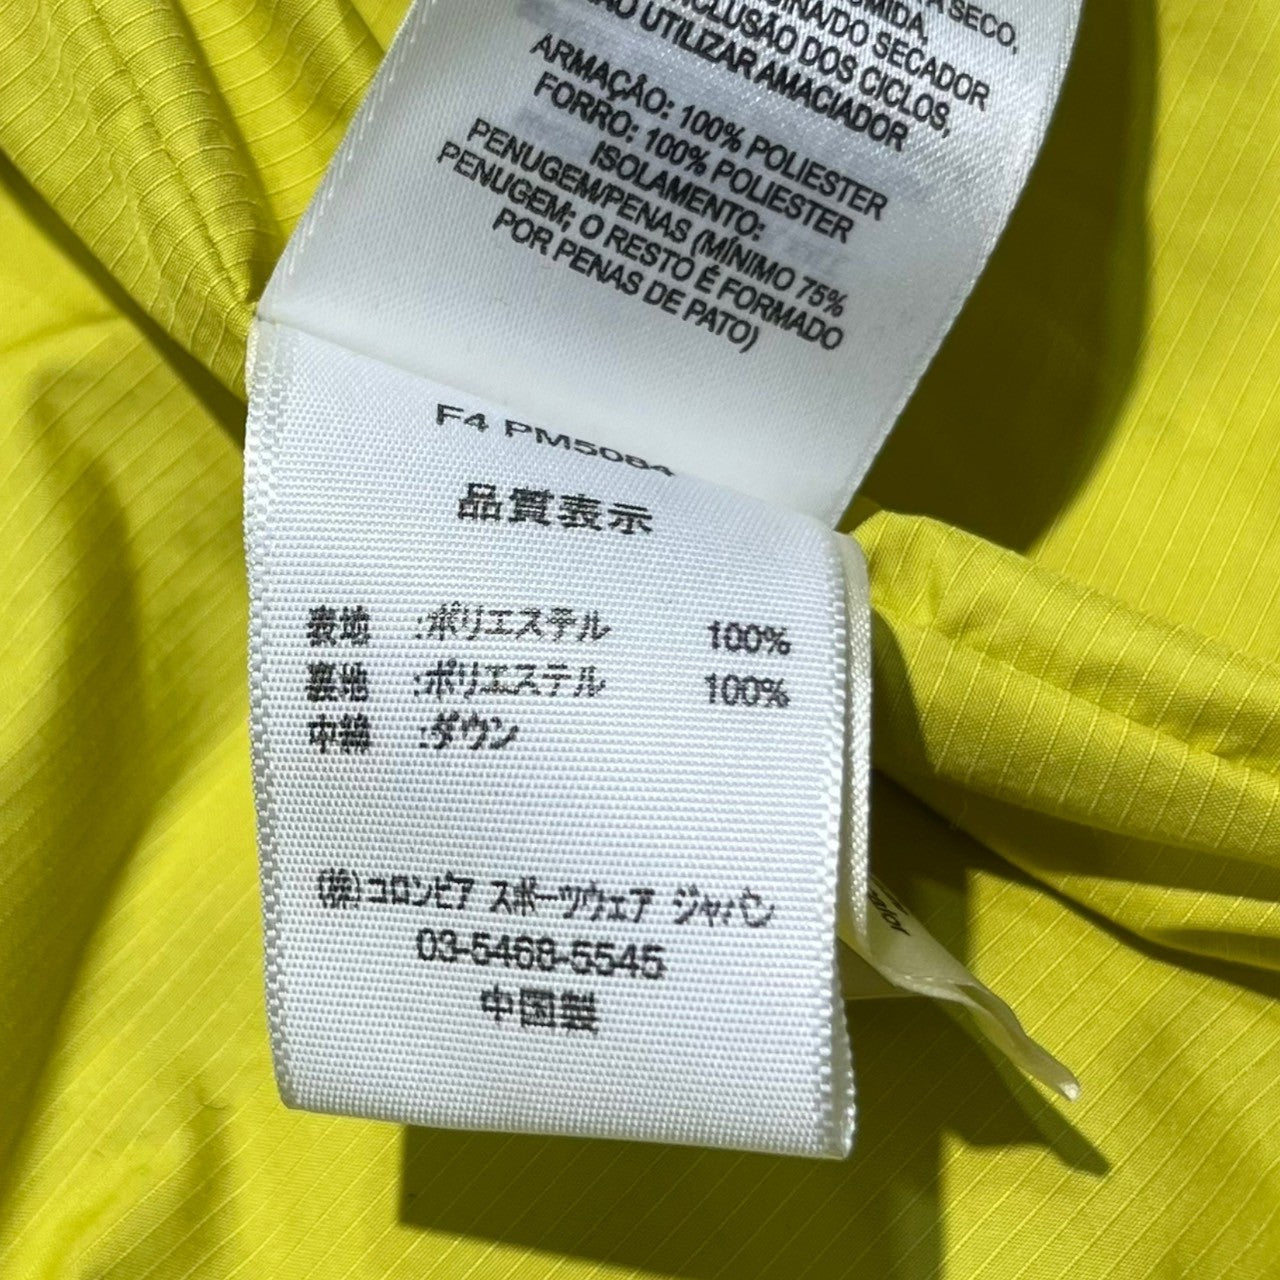 SECO,
UMIDA,
DO SECADOR
INCLUSÃO DOS CICLOS,
NÃO UTILIZAR AMACIADOR
ARMAÇÃO: 100% POLIESTER
FORRO: 100% POLIESTER
ISOLAMENTO:
PENUGEM/PENAS (MÍNIMO 75%
PENUGEM; O RESTO É FORMADO
POR PENAS DE PATO)
F4 PM5084
品質表示
表地 :ポリエステル 100%
裏地 :ポリエステル 100%
中綿 :ダウン
(株)コロンビア スポーツウェア ジャパン
03-5468-5545
中国製